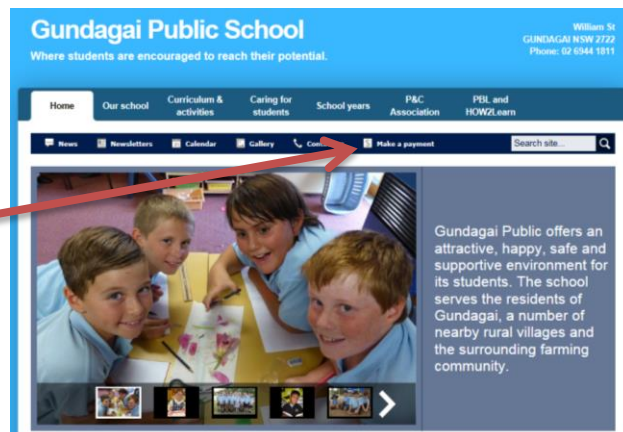 Gundagai Public School
Where students are encouraged to reach their potential.
William St
GUNDAGAI NSW 2722
Phone: 02 6944 1811
Home
Our school
Curriculum &
activities
Caring for
students
School years
P&C
Association
PBL and
HOW2Learn
News
Newsletters
Calendar
Gallery
Make a payment
Search site...
Gundagai Public offers an
attractive, happy, safe and
supportive environment for
its students. The school
serves the residents of
Gundagai, a number of
nearby rural villages and
the surrounding farming
community.